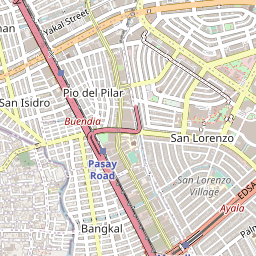 Yakal Street
Pio del Pilar
San Isidro
Buendia
San Lorenzo
Pasay
Road
San Lorenzo
Village
EDSA
Ayala
Bangkal